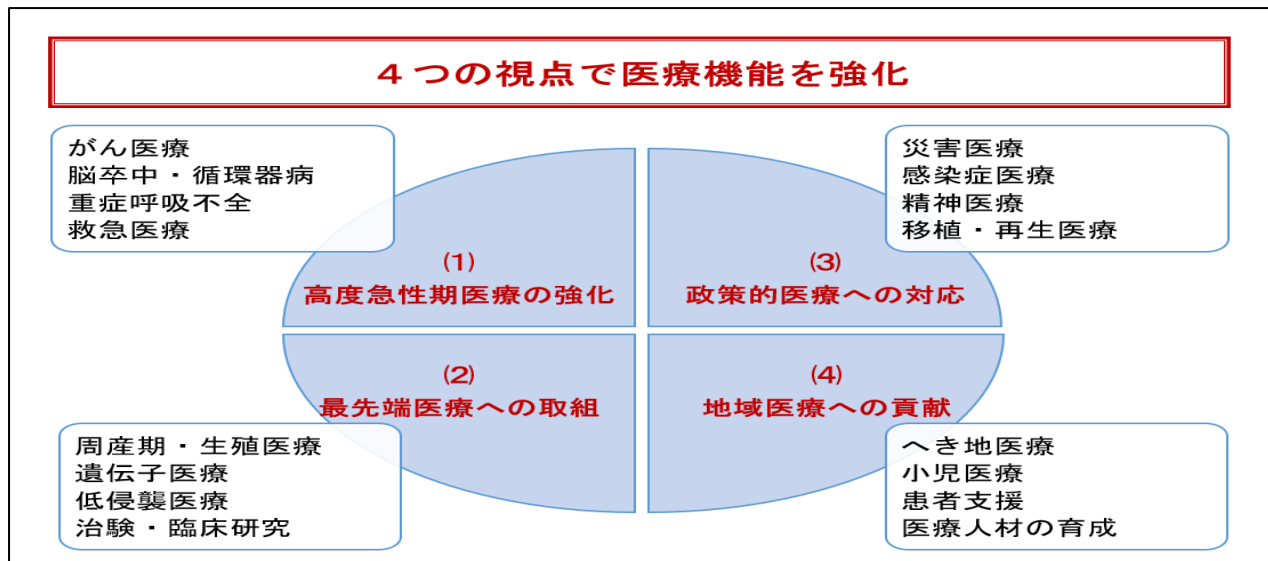 ４つの視点で医療機能を強化
がん医療
脳卒中・循環器病
重症呼吸不全
救急医療
(1)
高度急性期医療の強化
災害医療
感染症医療
精神医療
移植・再生医療
(3)
政策的医療への対応
(2)
最先端医療への取組
周産期・生殖医療
遺伝子医療
低侵襲医療
治験・臨床研究
(4)
地域医療への貢献
へき地医療
小児医療
患者支援
医療人材の育成